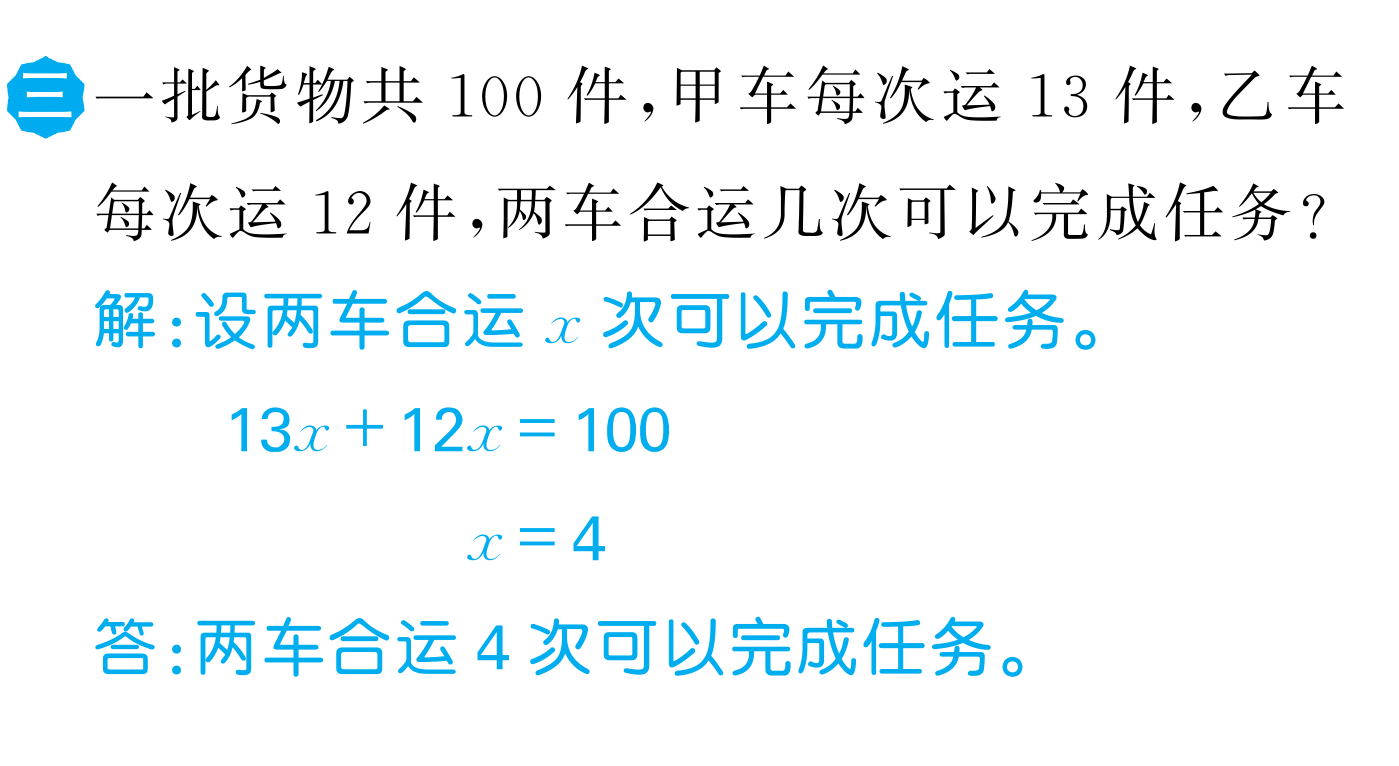 三 一批货物共 100 件,甲车每次运 13 件,乙车
每次运 12 件,两车合运几次可以完成任务?
解:设两车合运 x 次可以完成任务。
13x + 12x = 100
x = 4
答:两车合运 4 次可以完成任务。